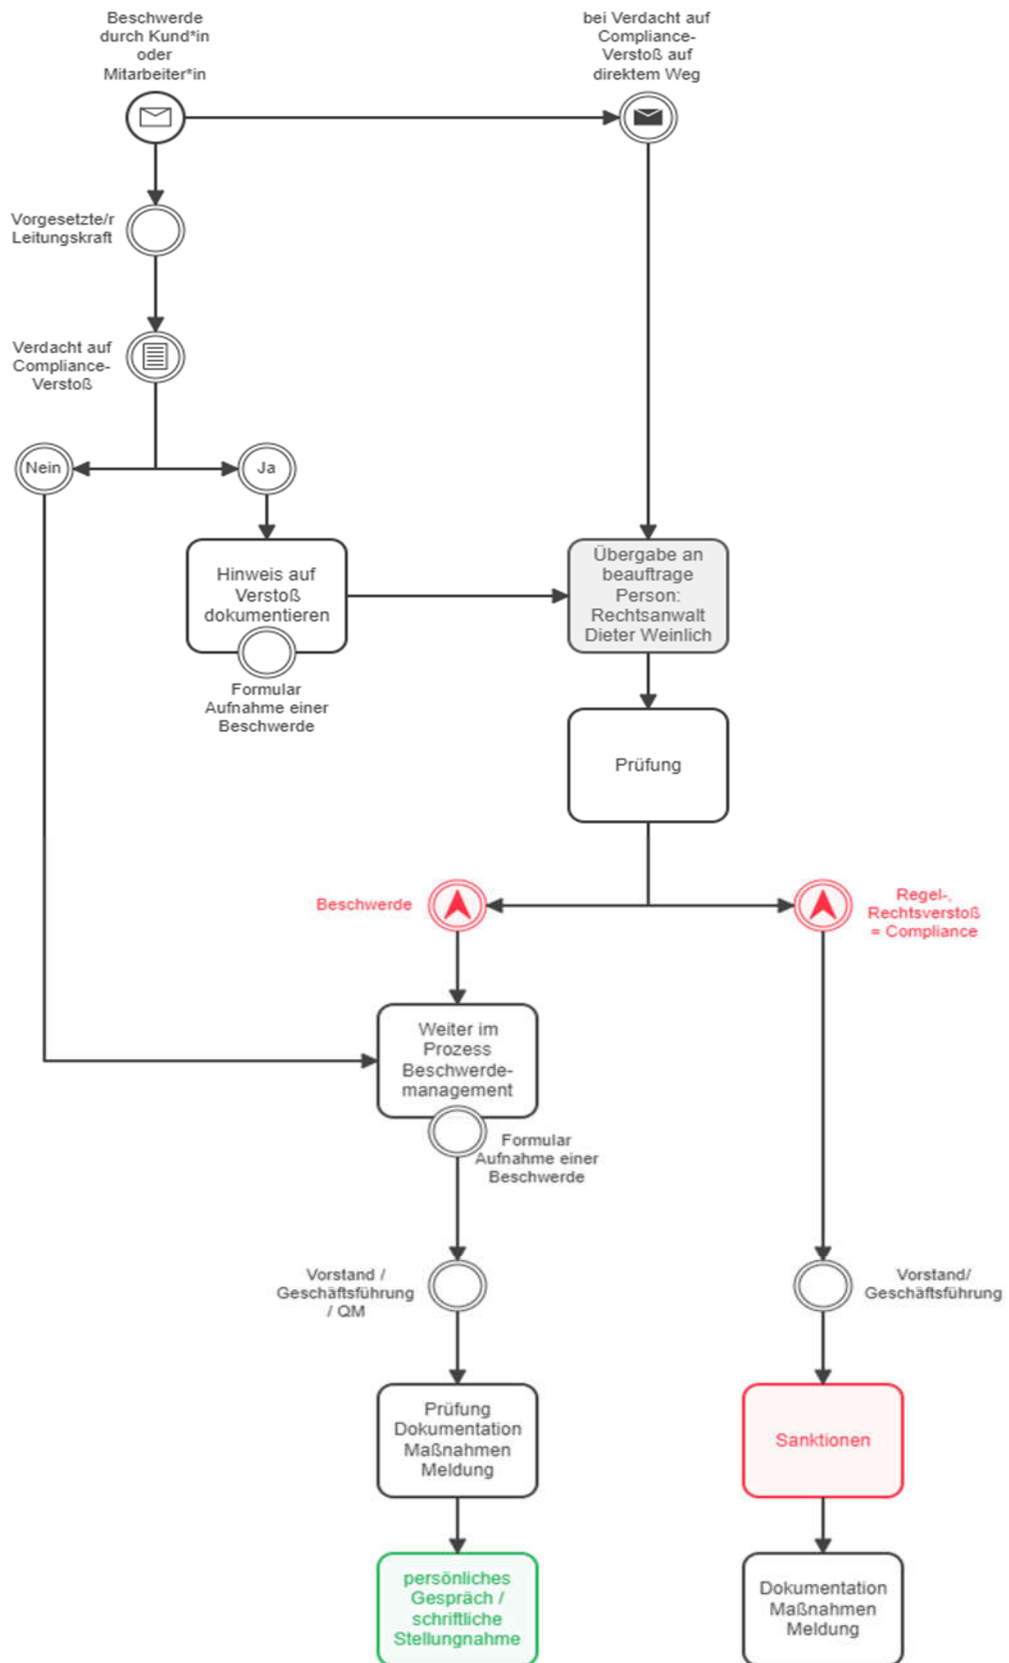 Beschwerde
durch Kund*in
oder
Mitarbeiter*in
bei Verdacht auf
Compliance-
Verstoß auf
direktem Weg
Vorgesetzte/r
Leitungskraft
Verdacht auf
Compliance-
Verstoß
Nein
Ja
Hinweis auf
Verstoß
dokumentieren
Formular
Aufnahme einer
Beschwerde
Übergabe an
beauftrage
Person:
Rechtsanwalt
Dieter Weinlich
Prüfung
Beschwerde
Regel-,
Rechtsverstoß
= Compliance
Weiter im
Prozess
Beschwerde-
management
Formular
Aufnahme einer
Beschwerde
Vorstand /
Geschäftsführung
/ QM
Vorstand/
Geschäftsführung
Prüfung
Dokumentation
Maßnahmen
Meldung
Sanktionen
persönliches
Gespräch /
schriftliche
Stellungnahme
Dokumentation
Maßnahmen
Meldung